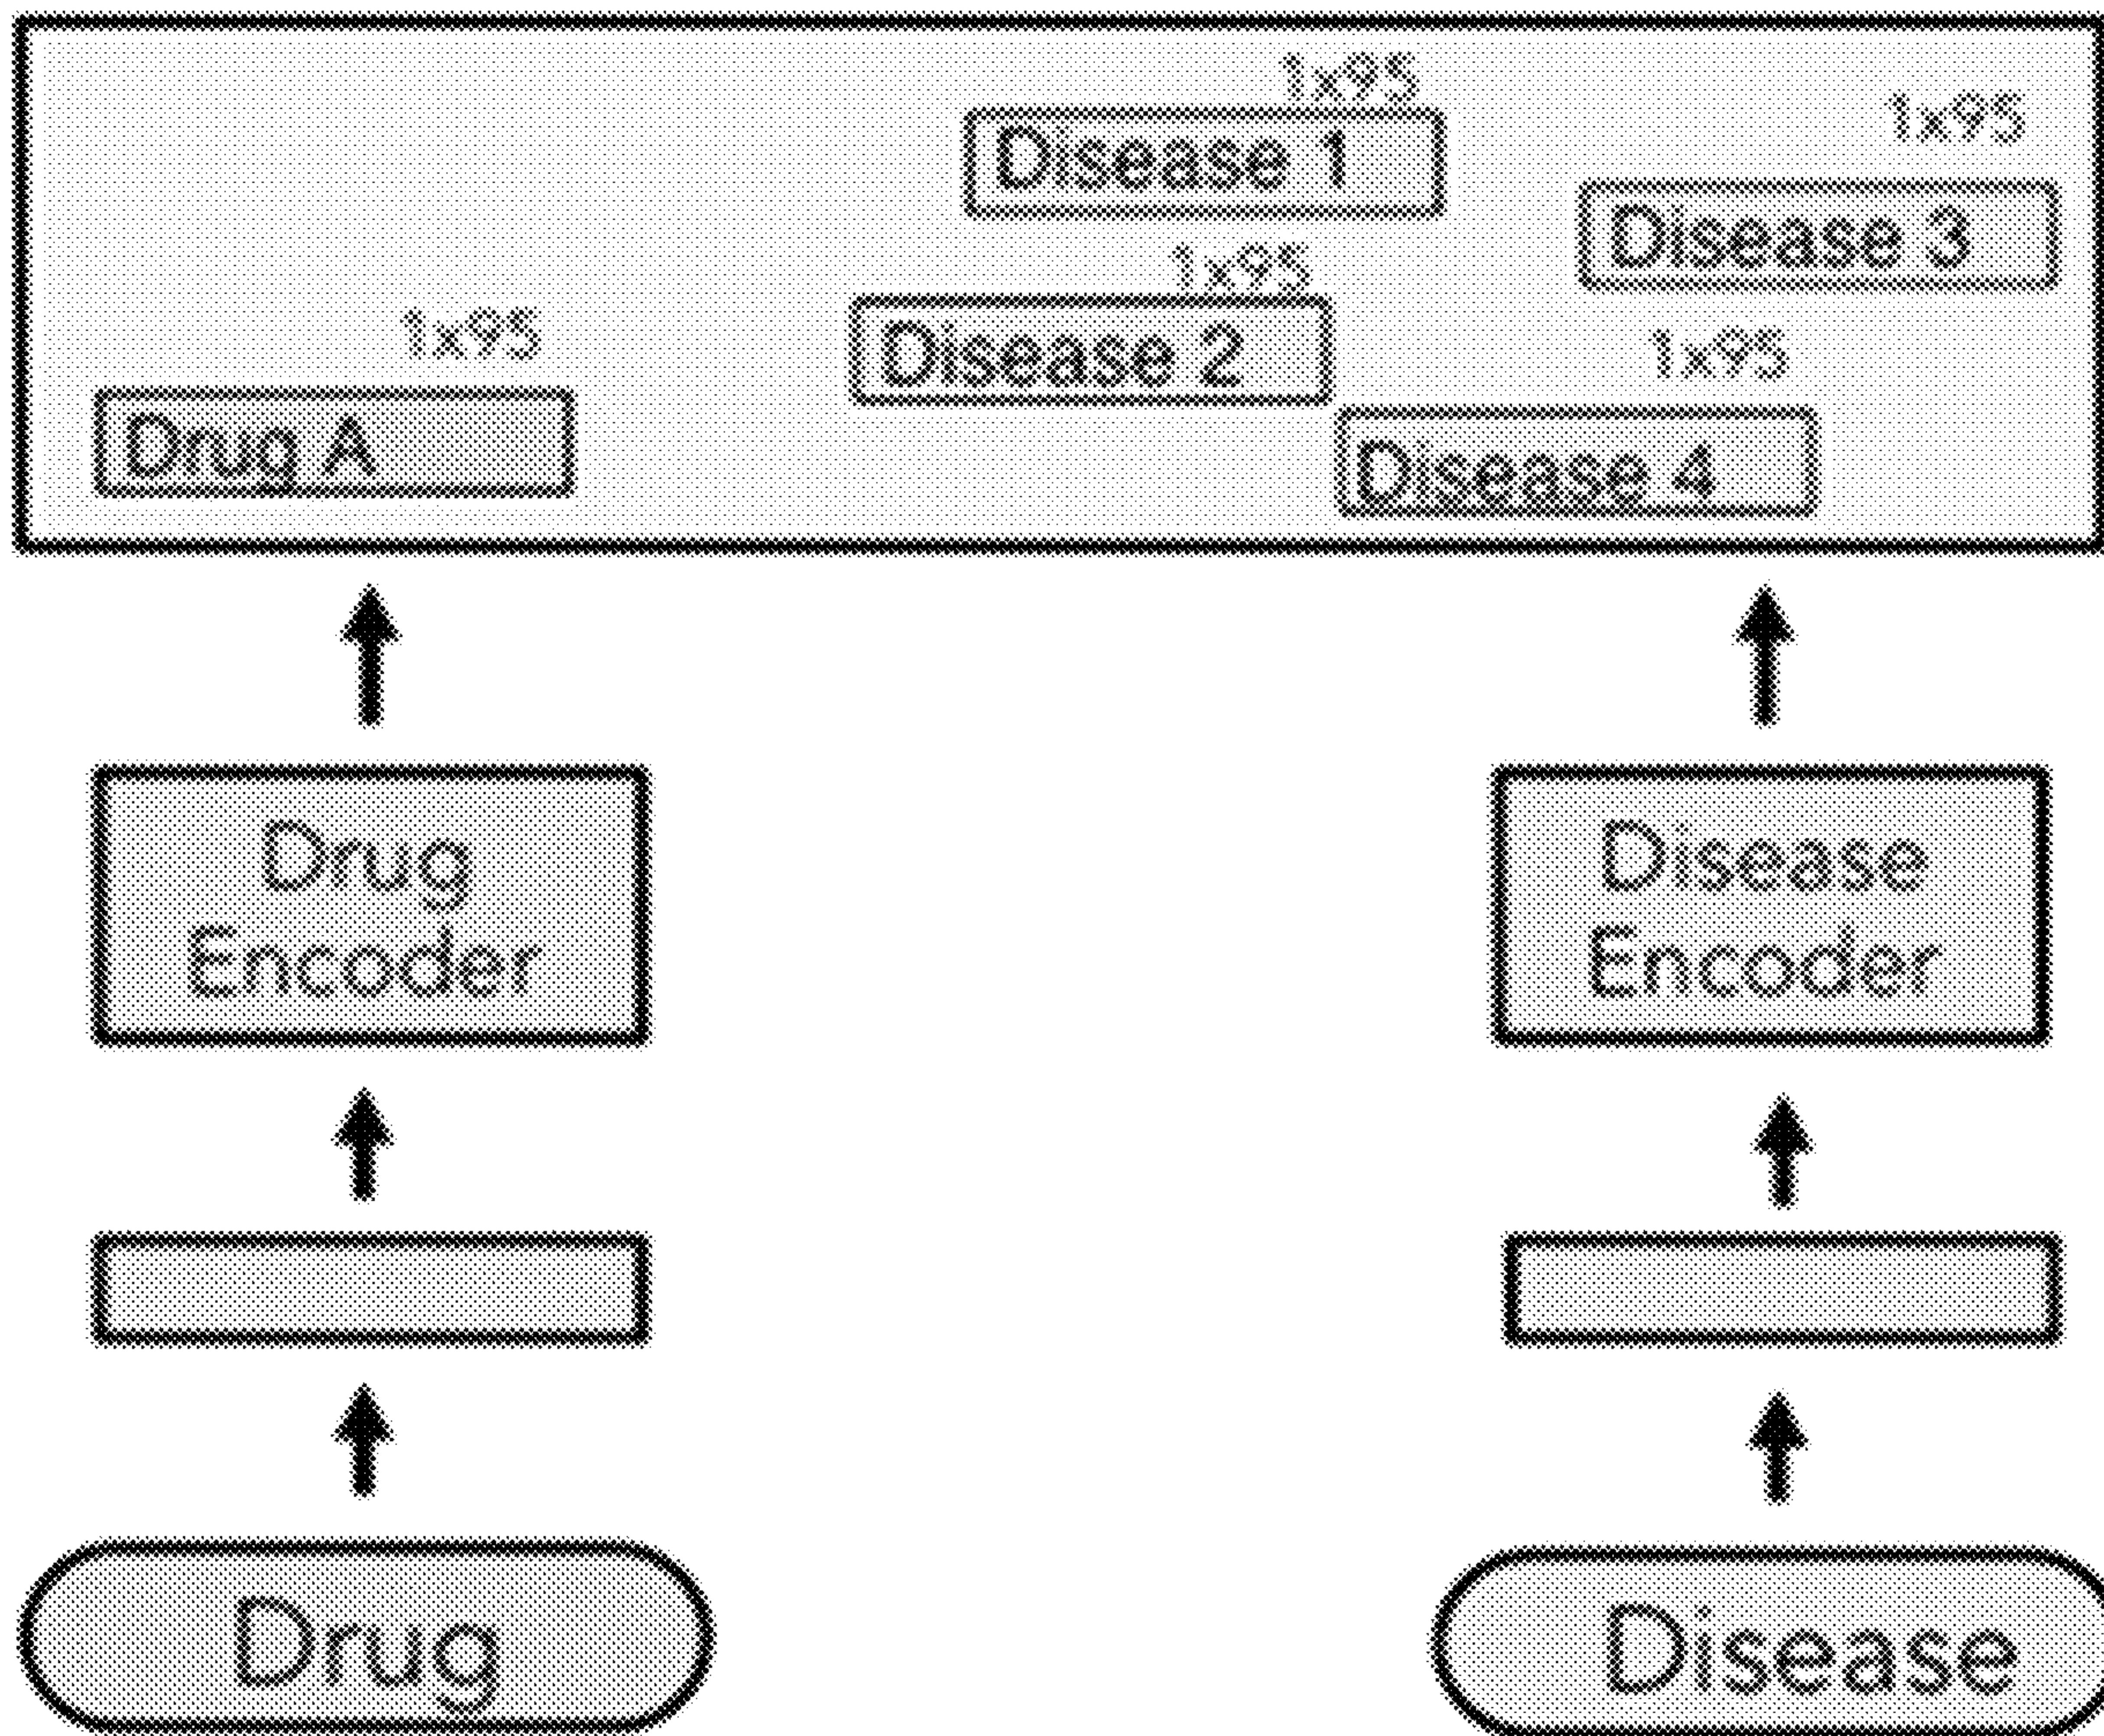 1x95
Disease 1
1x95
Disease 3
1x95
Disease 2
1x95
Drug A
1x95
Disease 4
Drug
Encoder
Disease
Encoder
Drug
Disease